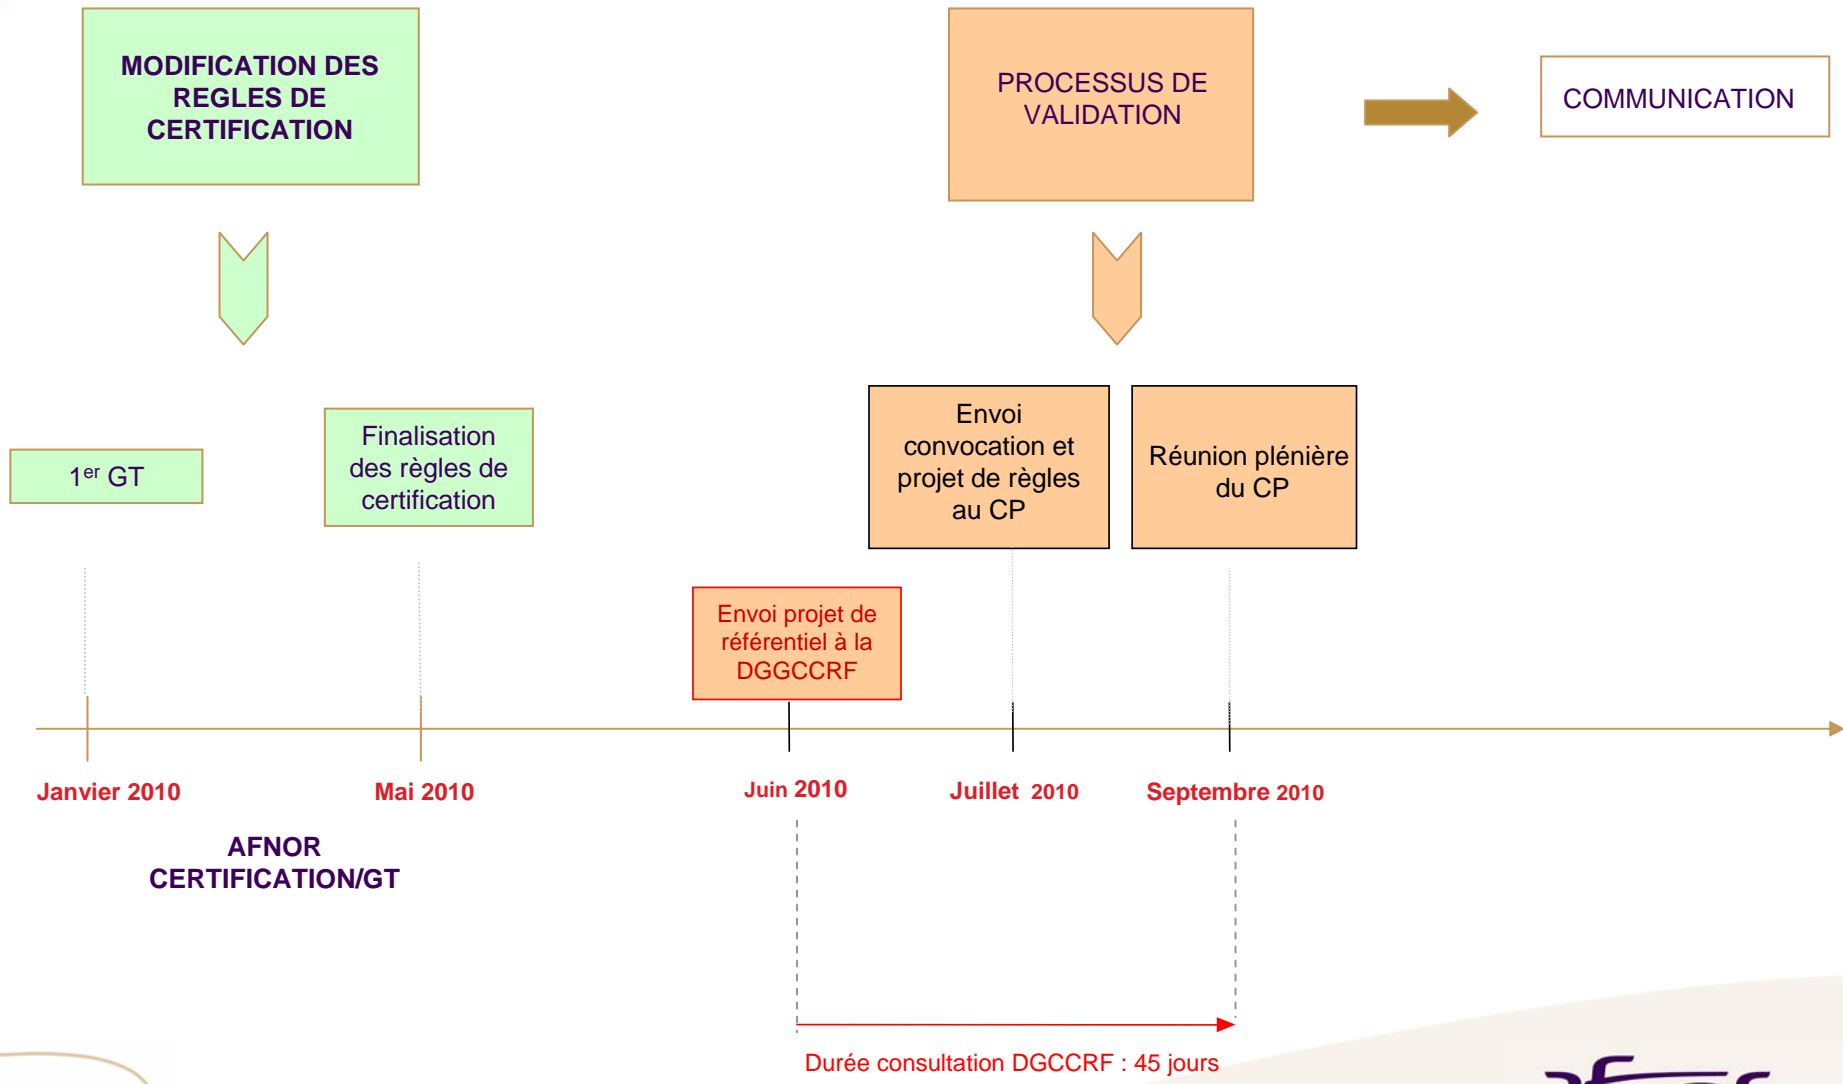 MODIFICATION DES
REGLES DE
CERTIFICATION
PROCESSUS DE
VALIDATION
COMMUNICATION
1er GT
Finalisation
des règles de
certification
Envoi
convocation et
projet de règles
au CP
Réunion plénière
du CP
Envoi projet de
référentiel à la
DGGCCRF
Janvier 2010
Mai 2010
Juin 2010
Juillet 2010
Septembre 2010
AFNOR
CERTIFICATION/GT
Durée consultation DGCCRF : 45 jours